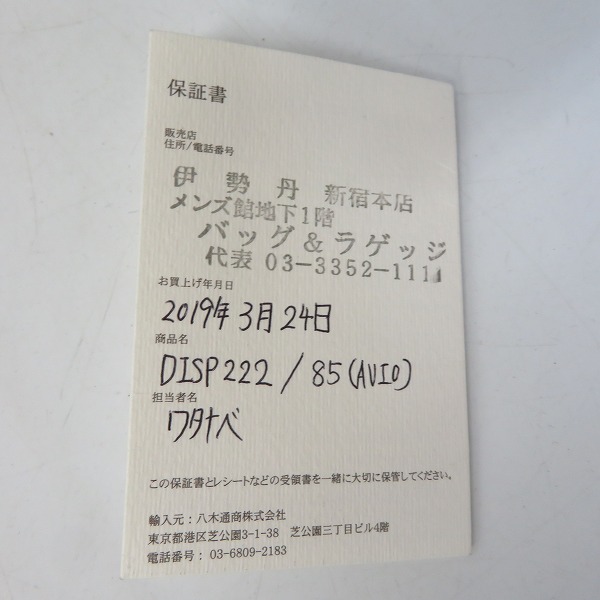 保証書
販売店
住所/電話番号
伊勢丹 新宿本店
メンズ館地下1階
バッグ&ラゲッジ
代表 03-3352-1111
お買上げ年月日
2019年3月24日
商品名
DISP222/85(AVIO)
担当者名
ワタナベ
この保証書とレシートなどの受領書を一緒に大切に保管してください。
輸入元:八木通商株式会社
東京都港区芝公園3-1-38 芝公園三丁目ビル4階
電話番号:03-6809-2183